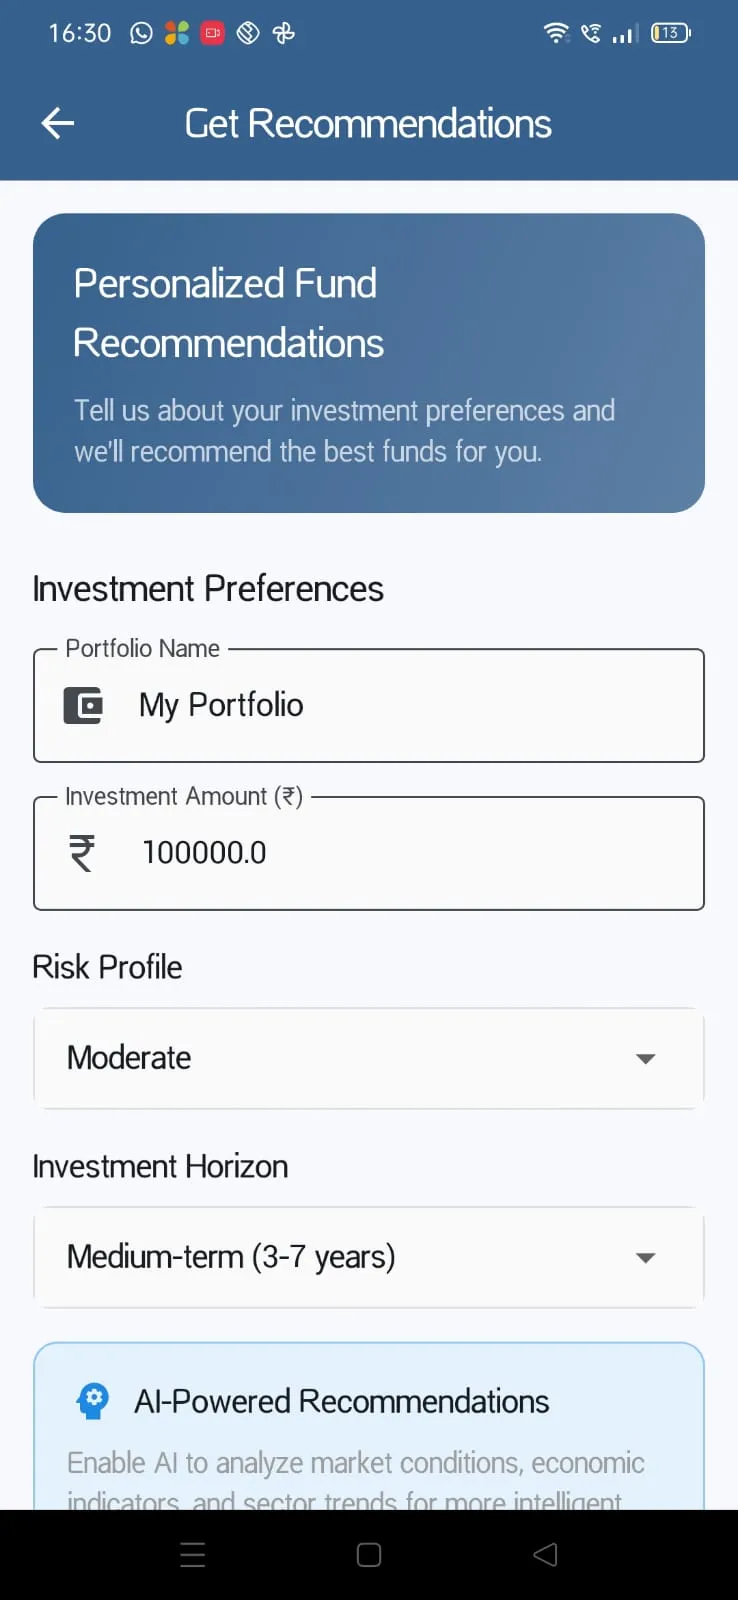 16:30
13
Get Recommendations
Personalized Fund
Recommendations
Tell us about your investment preferences and
we'll recommend the best funds for you.
Investment Preferences
Portfolio Name
My Portfolio
Investment Amount (₹)
₹ 100000.0
Risk Profile
Moderate
Investment Horizon
Medium-term (3-7 years)
AI-Powered Recommendations
Enable AI to analyze market conditions, economic
indicators, and sector trends for more intelligent